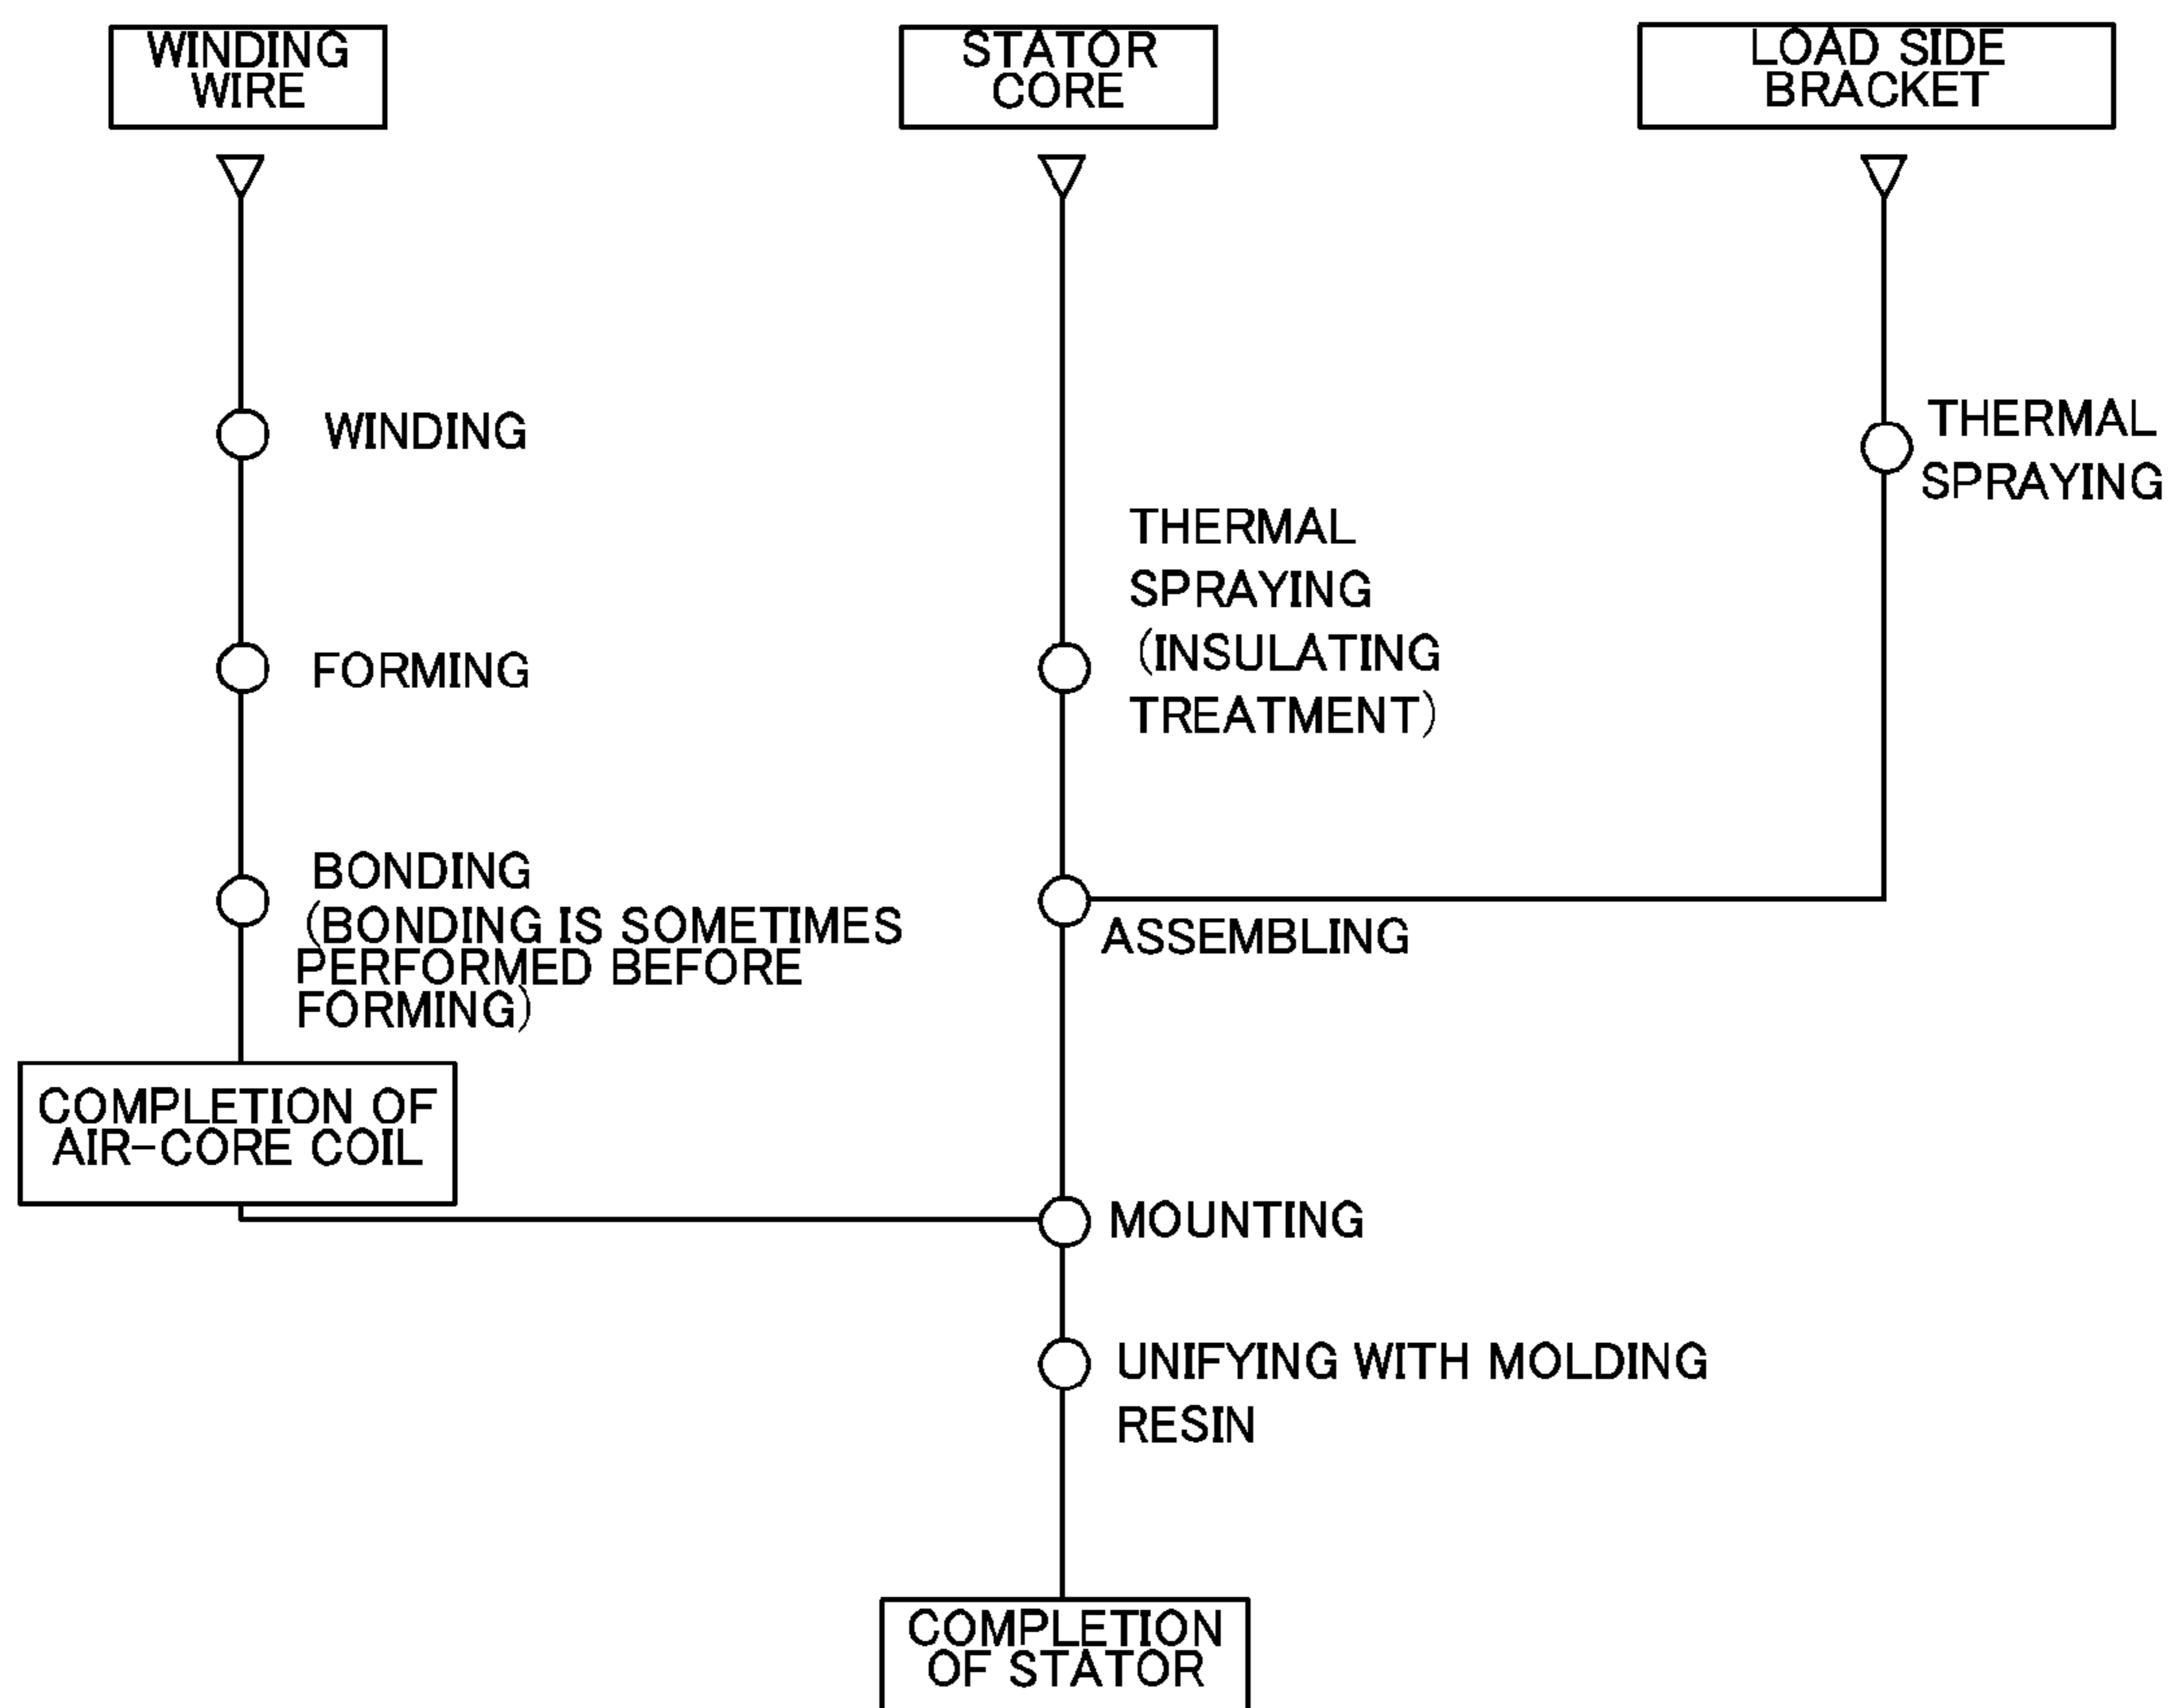 WINDING
WIRE
STATOR
CORE
LOAD SIDE
BRACKET
WINDING
THERMAL
SPRAYING
THERMAL
SPRAYING
(INSULATING
TREATMENT)
FORMING
BONDING
(BONDING IS SOMETIMES
PERFORMED BEFORE
FORMING)
ASSEMBLING
COMPLETION OF
AIR-CORE COIL
MOUNTING
UNIFYING WITH MOLDING
RESIN
COMPLETION
OF STATOR